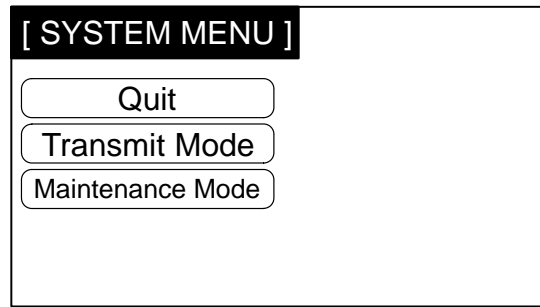 [ SYSTEM MENU ]
Quit
Transmit Mode
Maintenance Mode